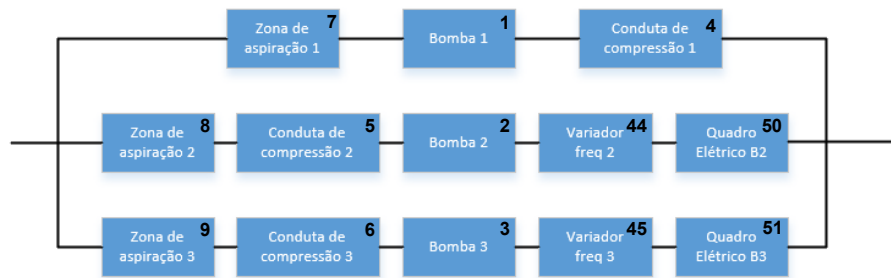 Zona de 7
aspiração 1
Bomba 1 1
Conduta de 4
compressão 1
Zona de 8
aspiração 2
Conduta de 5
compressão 2
Bomba 2 2
Variador 44
freq 2
Quadro 50
Elétrico B2
Zona de 9
aspiração 3
Conduta de 6
compressão 3
Bomba 3 3
Variador 45
freq 3
Quadro 51
Elétrico B3